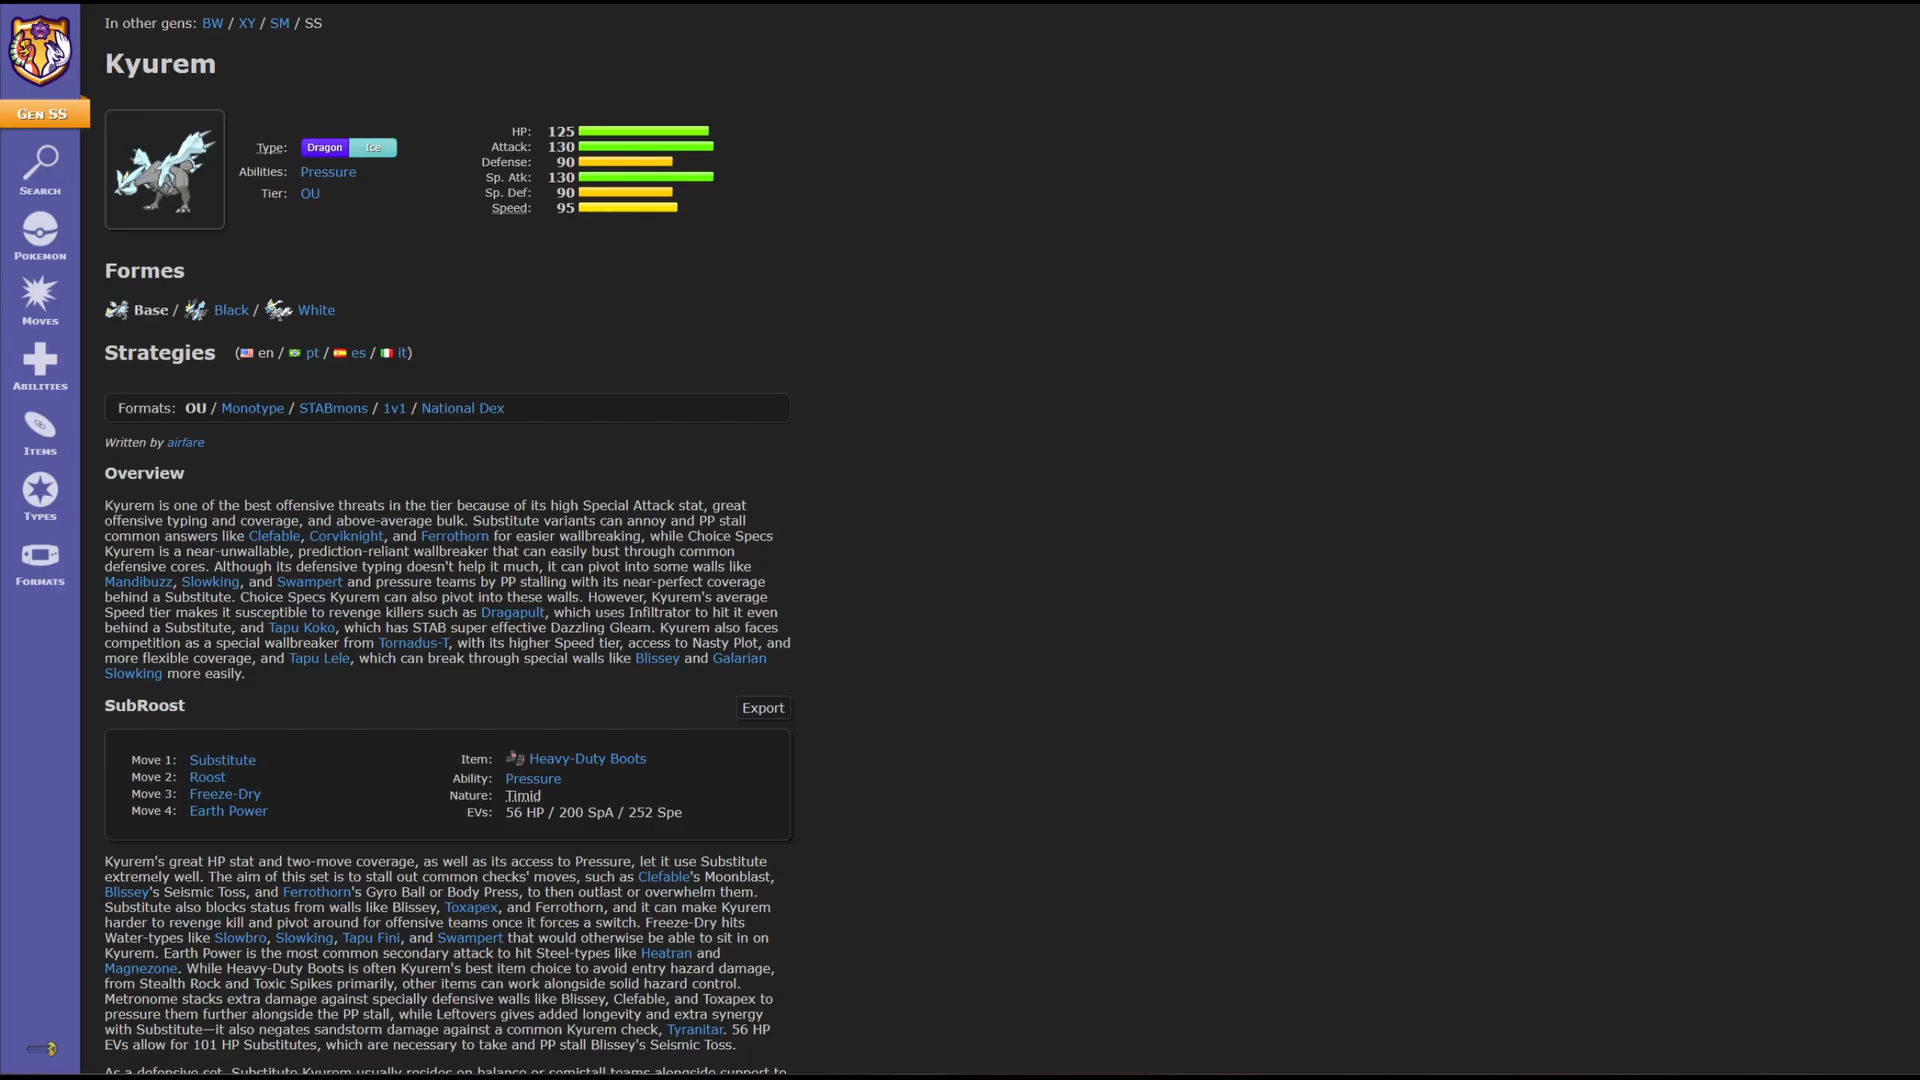 In other gens: BW / XY / SM / SS
Kyurem
GEN SS
SEARCH
POKEMON
MOVES
ABILITIES
ITEMS
TYPES
FORMATS
Type: Dragon Ice
Abilities: Pressure
Tier: OU
HP: 125
Attack: 130
Defense: 90
Sp. Atk: 130
Sp. Def: 90
Speed: 95
Formes
Base / Black / White
Strategies (en / pt / es / it)
Formats: OU / Monotype / STABmons / 1v1 / National Dex
Written by airfare
Overview
Kyurem is one of the best offensive threats in the tier because of its high Special Attack stat, great
offensive typing and coverage, and above-average bulk. Substitute variants can annoy and PP stall
common answers like Clefable, Corviknight, and Ferrothorn for easier wallbreaking, while Choice Specs
Kyurem is a near-unwallable, prediction-reliant wallbreaker that can easily bust through common
defensive cores. Although its defensive typing doesn't help it much, it can pivot into some walls like
Mandibuzz, Slowking, and Swampert and pressure teams by PP stalling with its near-perfect coverage
behind a Substitute. Choice Specs Kyurem can also pivot into these walls. However, Kyurem's average
Speed tier makes it susceptible to revenge killers such as Dragapult, which uses Infiltrator to hit it even
behind a Substitute, and Tapu Koko, which has STAB super effective Dazzling Gleam. Kyurem also faces
competition as a special wallbreaker from Tornadus-T, with its higher Speed tier, access to Nasty Plot, and
more flexible coverage, and Tapu Lele, which can break through special walls like Blissey and Galarian
Slowking more easily.
SubRoost
Export
Move 1: Substitute
Move 2: Roost
Move 3: Freeze-Dry
Move 4: Earth Power
Item: Heavy-Duty Boots
Ability: Pressure
Nature: Timid
EVs: 56 HP / 200 SpA / 252 Spe
Kyurem's great HP stat and two-move coverage, as well as its access to Pressure, let it use Substitute
extremely well. The aim of this set is to stall out common checks' moves, such as Clefable's Moonblast,
Blissey's Seismic Toss, and Ferrothorn's Gyro Ball or Body Press, to then outlast or overwhelm them.
Substitute also blocks status from walls like Blissey, Toxapex, and Ferrothorn, and it can make Kyurem
harder to revenge kill and pivot around for offensive teams once it forces a switch. Freeze-Dry hits
Water-types like Slowbro, Slowking, Tapu Fini, and Swampert that would otherwise be able to sit in on
Kyurem. Earth Power is the most common secondary attack to hit Steel-types like Heatran and
Magnezone. While Heavy-Duty Boots is often Kyurem's best item choice to avoid entry hazard damage,
from Stealth Rock and Toxic Spikes primarily, other items can work alongside solid hazard control.
Metronome stacks extra damage against specially defensive walls like Blissey, Clefable, and Toxapex to
pressure them further alongside the PP stall, while Leftovers gives added longevity and extra synergy
with Substitute—it also negates sandstorm damage against a common Kyurem check, Tyranitar. 56 HP
EVs allow for 101 HP Substitutes, which are necessary to take and PP stall Blissey's Seismic Toss.
As a defensive set, Substitute Kyurem usually resides on balance or semistall teams alongside support to